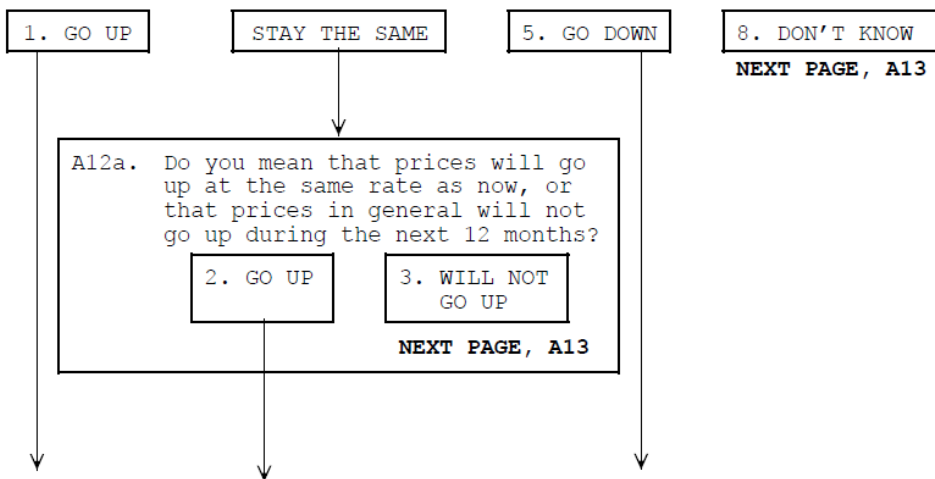 1. GO UP
STAY THE SAME
5. GO DOWN
8. DON'T KNOW
NEXT PAGE, A13
A12a. Do you mean that prices will go
up at the same rate as now, or
that prices in general will not
go up during the next 12 months?
2. GO UP
3. WILL NOT
GO UP
NEXT PAGE, A13